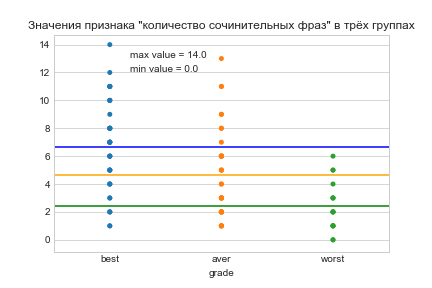 Значения признака "количество сочинительных фраз" в трёх группах
max value = 14.0
min value = 0.0
14
12
10
8
6
4
2
0
best aver worst
grade